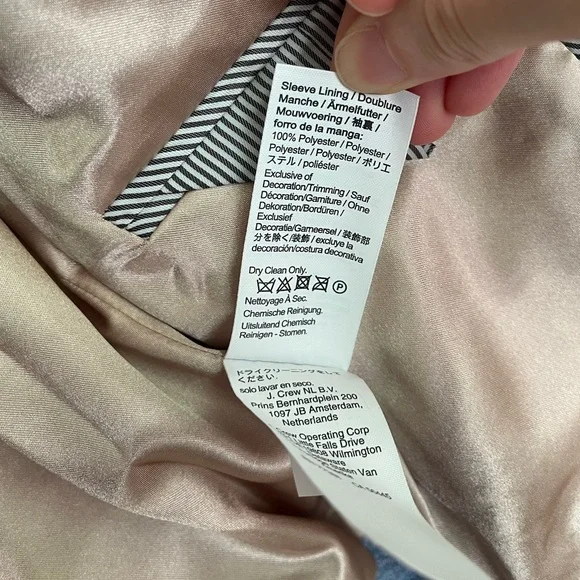 Sleeve Lining / Doublure
Manche / Ärmelfutter /
Mouwvoering / 袖裏 /
forro de la manga:
100% Polyester / Polyester /
Polyester / Polyester / ポリエ
ステル / poliéster
Exclusive of
Decoration/Trimming / Sauf
Décoration/Garniture / Ohne
Dekoration/Bordüren /
Exclusief
Decoratie/Garneersel / 装飾部
分を除く/装飾 / excluye la
decoración/costura decorativa
Dry Clean Only.
P
Nettoyage À Sec.
Chemische Reinigung.
Uitsluitend Chemisch
Reinigen - Stomen.
ドライクリーニングをして
ください.
solo lavar en seco.
J. Crew NL B.V.
Prins Bernhardplein 200
1097 JB Amsterdam,
Netherlands
Operating Corp
Falls Drive
Wilmington
Van